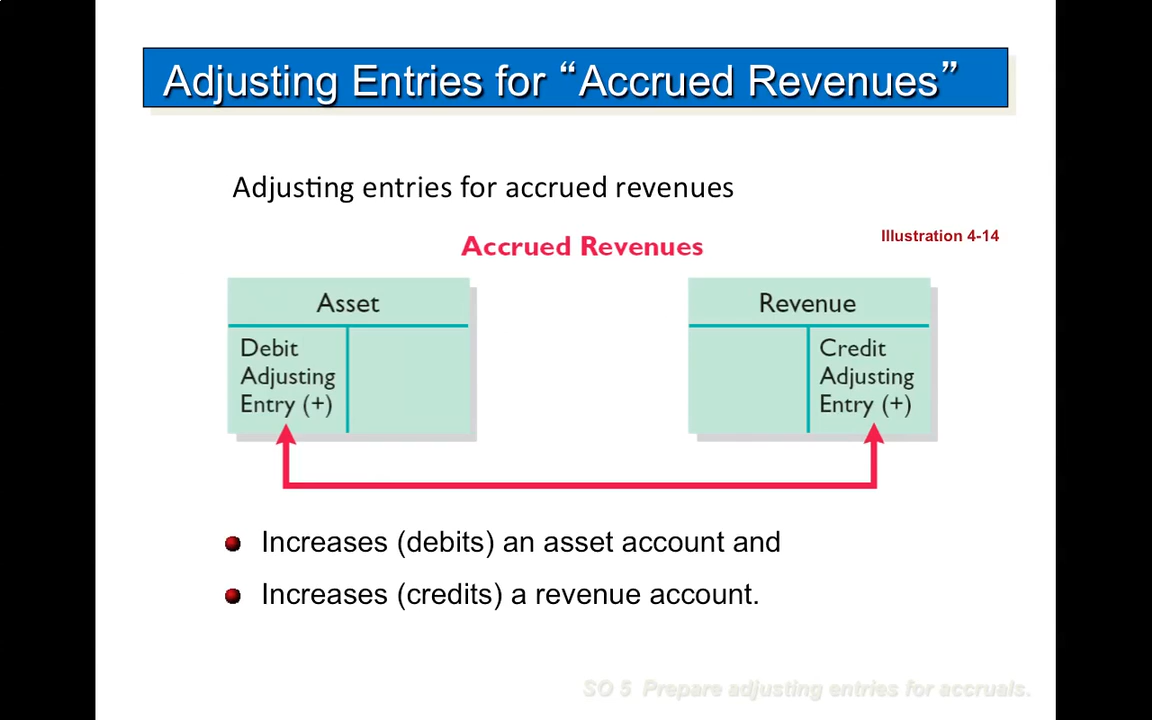 Adjusting Entries for “Accrued Revenues”
Adjusting entries for accrued revenues
Illustration 4-14
Accrued Revenues
Asset
Debit
Adjusting
Entry (+)
Revenue
Credit
Adjusting
Entry (+)
Increases (debits) an asset account and
Increases (credits) a revenue account.
SO 5 Prepare adjusting entries for accruals.